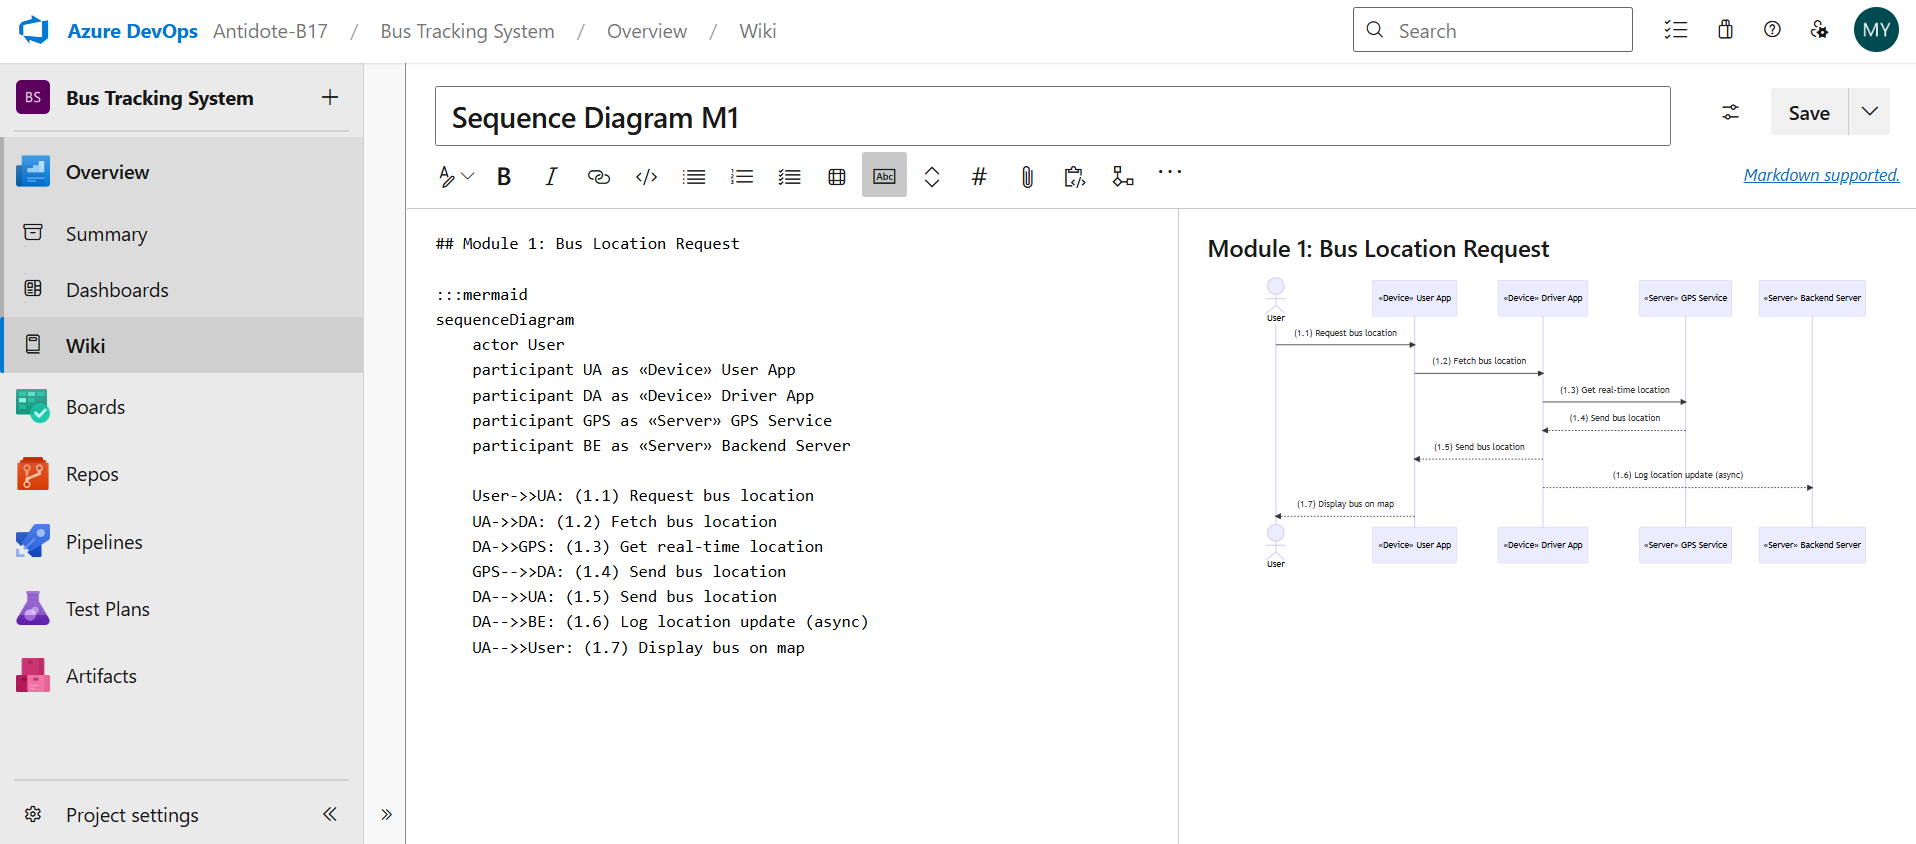 Azure DevOps Antidote-B17 / Bus Tracking System / Overview / Wiki
Search
MY
BS Bus Tracking System
Overview
Summary
Dashboards
Wiki
Boards
Repos
Pipelines
Test Plans
Artifacts
Project settings
Sequence Diagram M1
Save
B I </> Abc #
Markdown supported.
## Module 1: Bus Location Request
:::mermaid
sequenceDiagram
actor User
participant UA as «Device» User App
participant DA as «Device» Driver App
participant GPS as «Server» GPS Service
participant BE as «Server» Backend Server
User->>UA: (1.1) Request bus location
UA->>DA: (1.2) Fetch bus location
DA->>GPS: (1.3) Get real-time location
GPS-->>DA: (1.4) Send bus location
DA-->>UA: (1.5) Send bus location
DA-->>BE: (1.6) Log location update (async)
UA-->>User: (1.7) Display bus on map
Module 1: Bus Location Request
User
«Device» User App
«Device» Driver App
«Server» GPS Service
«Server» Backend Server
(1.1) Request bus location
(1.2) Fetch bus location
(1.3) Get real-time location
(1.4) Send bus location
(1.5) Send bus location
(1.6) Log location update (async)
(1.7) Display bus on map
User
«Device» User App
«Device» Driver App
«Server» GPS Service
«Server» Backend Server